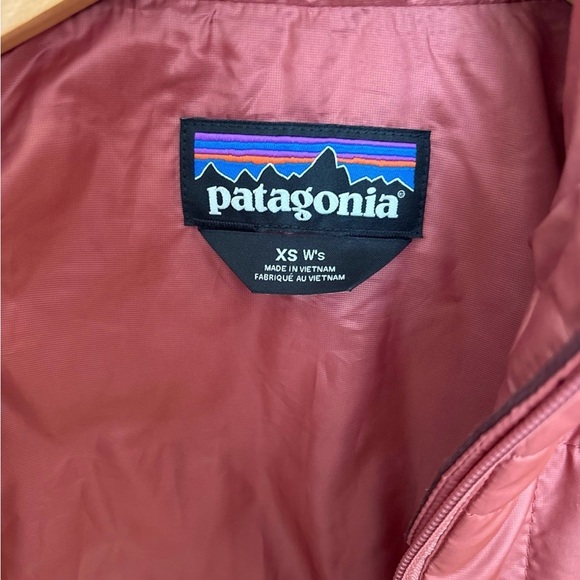 patagonia®
XS W's
MADE IN VIETNAM
FABRIQUÉ AU VIETNAM